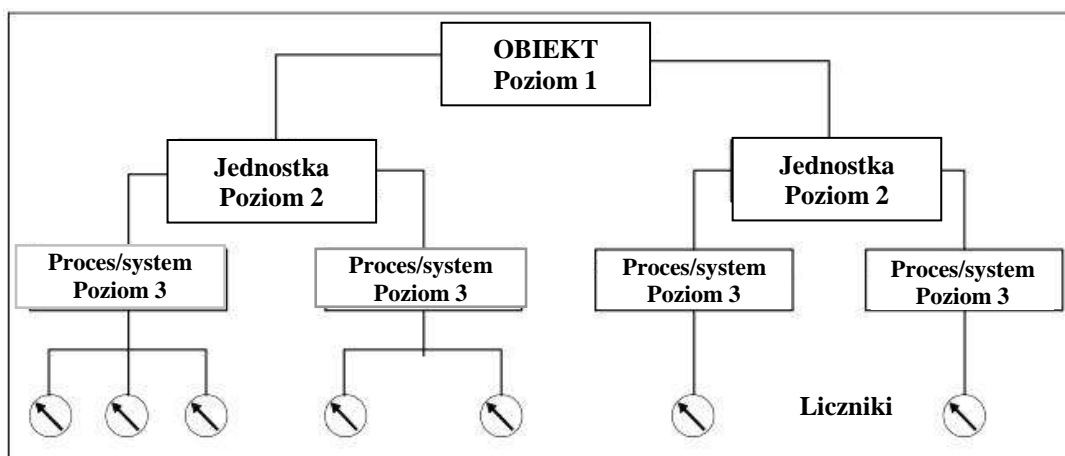 OBIEKT
Poziom 1
Jednostka
Poziom 2
Jednostka
Poziom 2
Proces/system
Poziom 3
Proces/system
Poziom 3
Proces/system
Poziom 3
Proces/system
Poziom 3
Liczniki